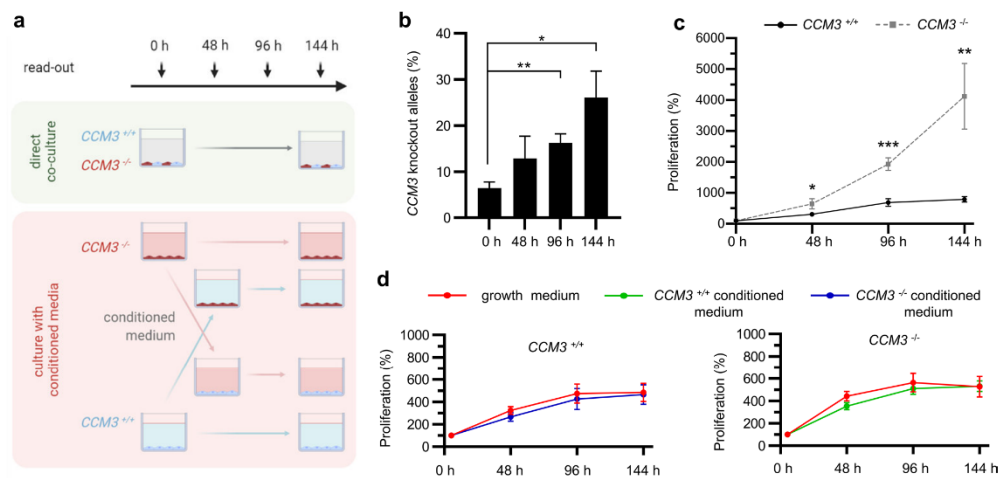 a
0 h 48 h 96 h 144 h
read-out
direct
co-culture
CCM3 +/+
CCM3 -/-
culture with
conditioned media
CCM3 -/-
conditioned
medium
CCM3 +/+
b
CCM3 knockout alleles (%)
40
30
20
10
0
*
**
0 h 48 h 96 h 144 h
c
CCM3 +/+ CCM3 -/-
Proliferation (%)
6000
5000
4000
3000
2000
1000
0
* *** **
0 h 48 h 96 h 144 h
d
growth medium CCM3 +/+ conditioned CCM3 -/- conditioned
medium medium
Proliferation (%)
1000
800
600
400
200
0
CCM3 +/+
0 h 48 h 96 h 144 h
Proliferation (%)
1000
800
600
400
200
0
CCM3 -/-
0 h 48 h 96 h 144 h